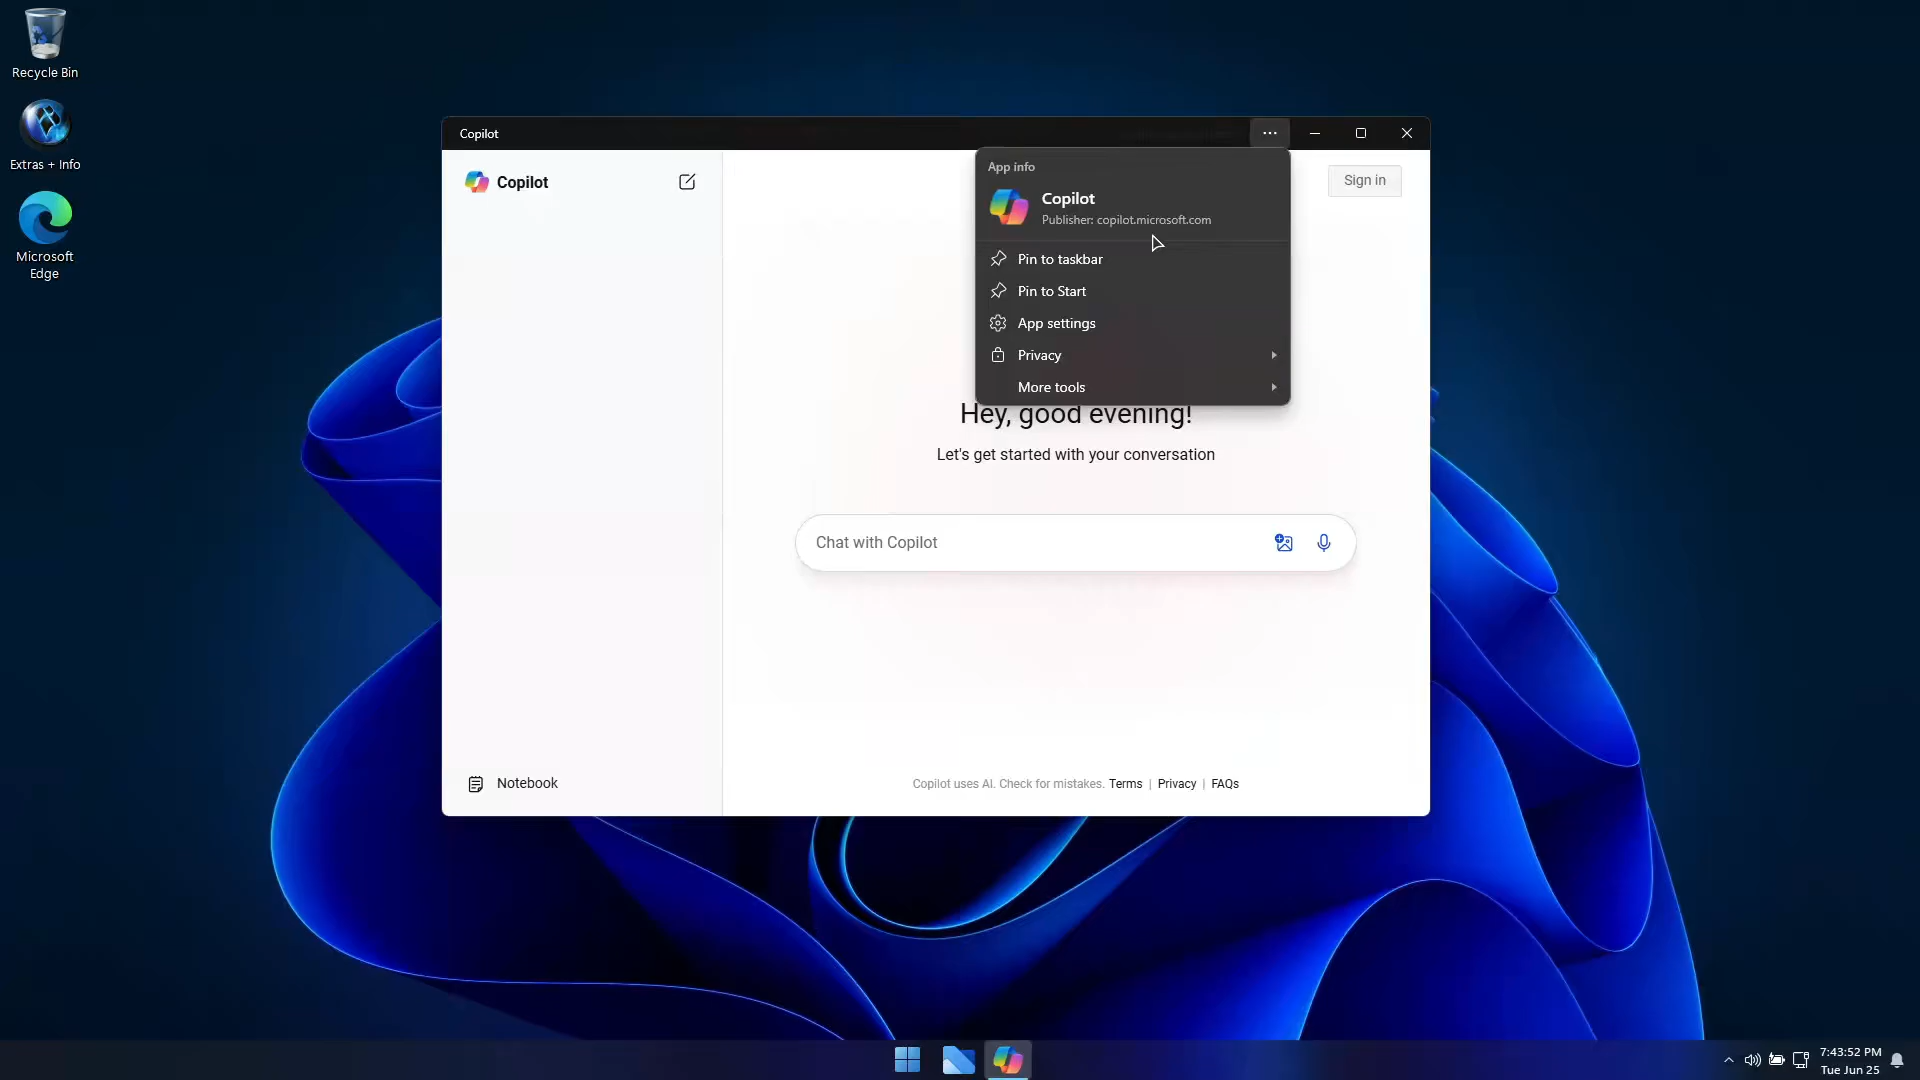 Recycle Bin
Extras + Info
Microsoft
Edge
Copilot
Copilot
App info
Copilot
Publisher: copilot.microsoft.com
Pin to taskbar
Pin to Start
App settings
Privacy
More tools
Sign in
Hey, good evening!
Let's get started with your conversation
Chat with Copilot
Notebook
Copilot uses AI. Check for mistakes. Terms | Privacy | FAQs
7:43:52 PM
Tue Jun 25